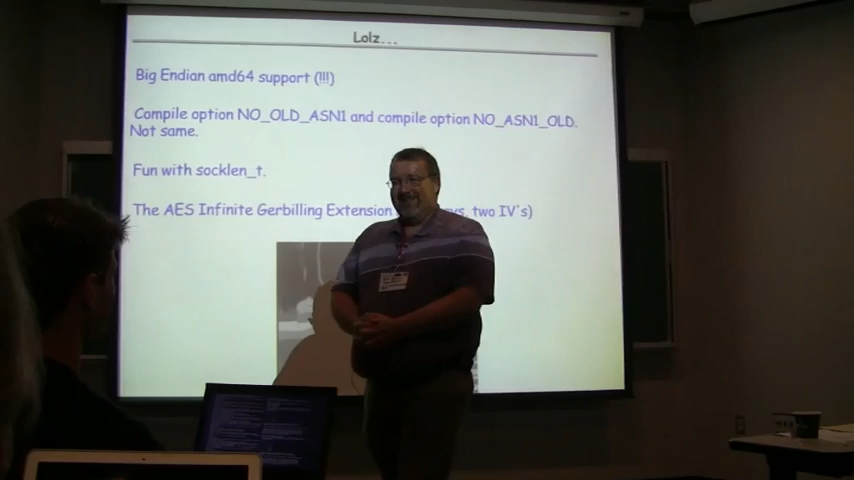 Lolz...
Big Endian amd64 support (!!!)
Compile option NO_OLD_ASN1 and compile option NO_ASN1_OLD.
Not same.
Fun with socklen_t.
The AES Infinite Gerbilling Extension two IV's)